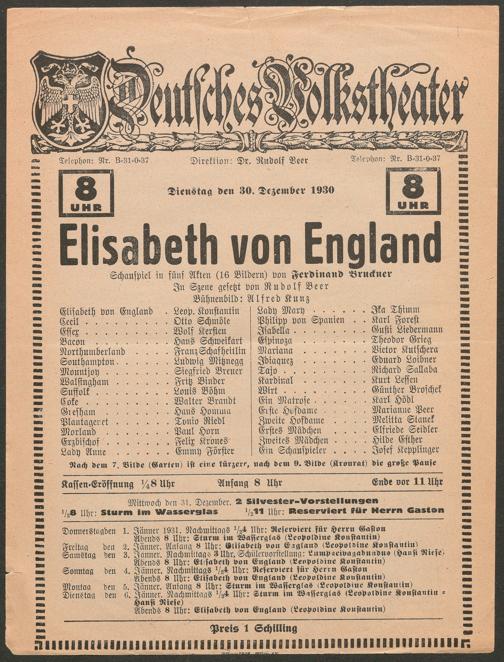 Deutsches Volkstheater
Telephon: Nr. B-31-0-37 Direktion: Dr. Rudolf Beer Telephon: Nr. B-31-0-37
8 UHR Dienstag den 30. Dezember 1930 8 UHR
Elisabeth von England
Schauspiel in fünf Akten (16 Bildern) von Ferdinand Bruckner
In Szene gesetzt von Rudolf Beer
Bühnenbild: Alfred Kunz
Elisabeth von England . Leop. Konstantin
Cecil . . . Otto Schmöle
Essex . . . Wolf Kersten
Bacon . . . Hans Schweikart
Northumberland . . . Franz Schafheitlin
Southampton . . . Ludwig Mitnegg
Mountjoy . . . Siegfried Breuer
Walsingham . . . Fritz Binder
Suffolk . . . Louis Böhm
Coke . . . Walter Brandt
Gresham . . . Hans Homma
Plantageret . . . Tonio Riedl
Morland . . . Paul Horn
Erzbischof . . . Felix Krones
Lady Anne . . . Emmy Förster
Lady Mary . . . Ika Thimm
Philipp von Spanien . . Karl Forest
Isabella . . . Gusti Liedermann
Espinoza . . . Theodor Grieg
Mariana . . . Victor Kutschera
Idiaquez . . . Eduard Loibner
Tajo . . . Richard Sallaba
Kardinal . . . Kurt Lessen
Wirt . . . Günther Broschek
Ein Matrose . . . Karl Hödl
Erste Hofdame . . . Marianne Peer
Zweite Hofdame . . . Melitta Stanek
Erstes Mädchen . . . Elfriede Seidler
Zweites Mädchen . . . Hilde Esther
Ein Schauspieler . . . Josef Kepplinger
Nach dem 7. Bilde (Garten) ist eine kürzere, nach dem 9. Bilde (Kronrat) die große Pause
Kassen-Eröffnung ¼8 Uhr Anfang 8 Uhr Ende vor 11 Uhr
Mittwoch den 31. Dezember. 2 Silvester-Vorstellungen
½8 Uhr: Sturm im Wasserglas ½11 Uhr: Reserviert für Herrn Gaston
Donnerstag den 1. Jänner 1931. Nachmittags ½4 Uhr: Reserviert für Herrn Gaston
Abends 8 Uhr: Sturm im Wasserglas (Leopoldine Konstantin)
Freitag den 2. Jänner. Anfang 8 Uhr: Elisabeth von England (Leopoldine Konstantin)
Samstag den 3. Jänner. Nachmittags 3 Uhr, Schülervorstellung: Lumpacivagabundus (Hansi Niese)
Abends 8 Uhr: Elisabeth von England (Leopoldine Konstantin)
Sonntag den 4. Jänner. Nachmittags ½4 Uhr: Reserviert für Herrn Gaston
Abends 8 Uhr: Elisabeth von England (Leopoldine Konstantin)
Montag den 5. Jänner. Anfang 8 Uhr: Sturm im Wasserglas (Leopoldine Konstantin)
Dienstag den 6. Jänner. Nachmittags ½4 Uhr: Sturm im Wasserglas (Leopoldine Konstantin =
Hansi Niese)
Abends 8 Uhr: Elisabeth von England (Leopoldine Konstantin)
Preis 1 Schilling